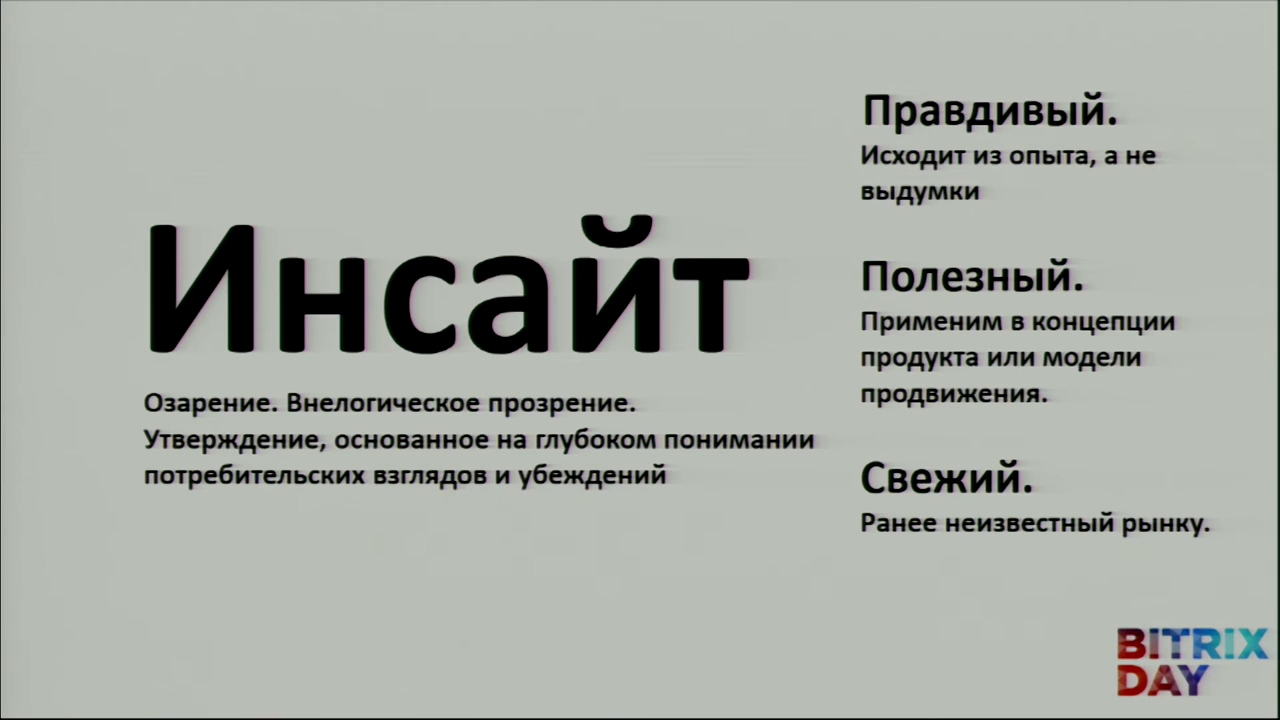 Инсайт
Озарение. Внелогическое прозрение.
Утверждение, основанное на глубоком понимании
потребительских взглядов и убеждений
Правдивый.
Исходит из опыта, а не
выдумки
Полезный.
Применим в концепции
продукта или модели
продвижения.
Свежий.
Ранее неизвестный рынку.
BITRIX
DAY